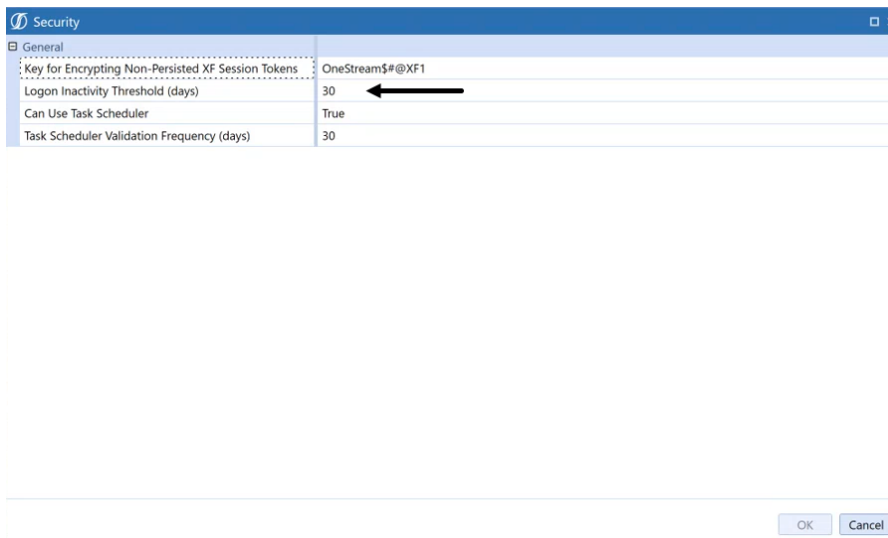 Security
General
Key for Encrypting Non-Persisted XF Session Tokens OneStream$#@XF1
Logon Inactivity Threshold (days) 30
Can Use Task Scheduler True
Task Scheduler Validation Frequency (days) 30
OK Cancel